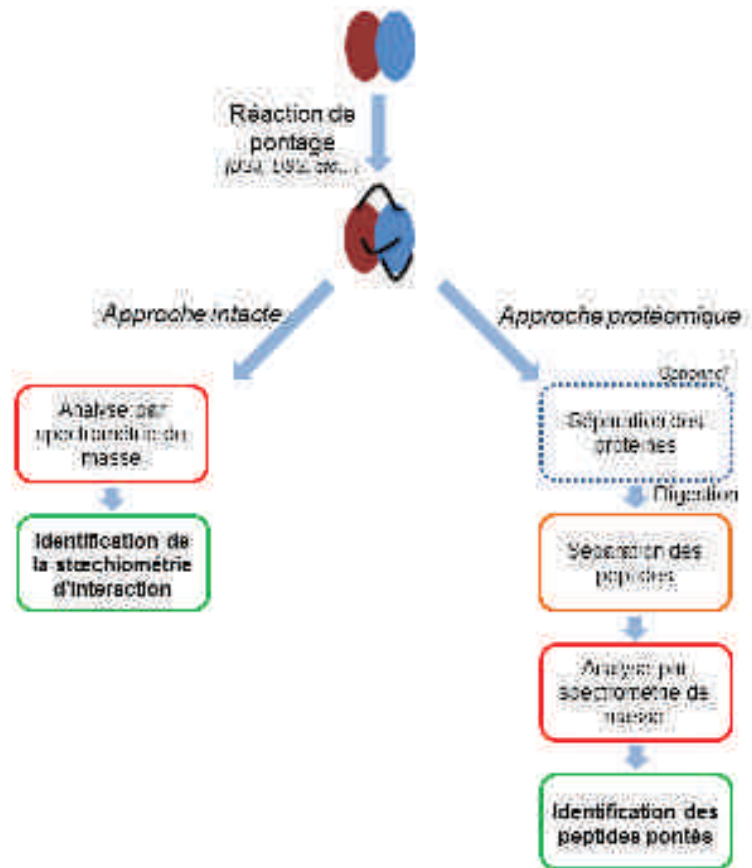 Réaction de
pontage
Approche intacte
Approche protéomique
Analyse par
spectrométrie de
masse
Séparation des
protéines
Digestion
Identification de
la stœchiométrie
d'interaction
Séparation des
peptides
Analyse par
spectrométrie de
masse
Identification des
peptides pontés